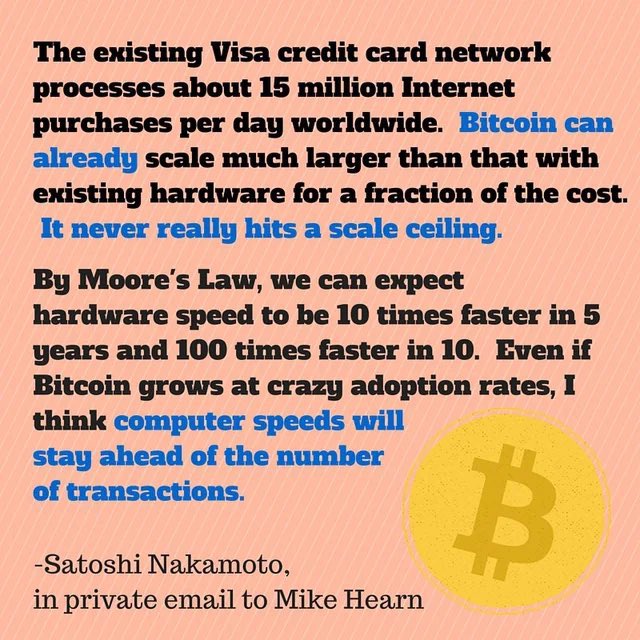 The existing Visa credit card network
processes about 15 million Internet
purchases per day worldwide. Bitcoin can
already scale much larger than that with
existing hardware for a fraction of the cost.
It never really hits a scale ceiling.
By Moore's Law, we can expect
hardware speed to be 10 times faster in 5
years and 100 times faster in 10. Even if
Bitcoin grows at crazy adoption rates, I
think computer speeds will
stay ahead of the number
of transactions.
-Satoshi Nakamoto,
in private email to Mike Hearn